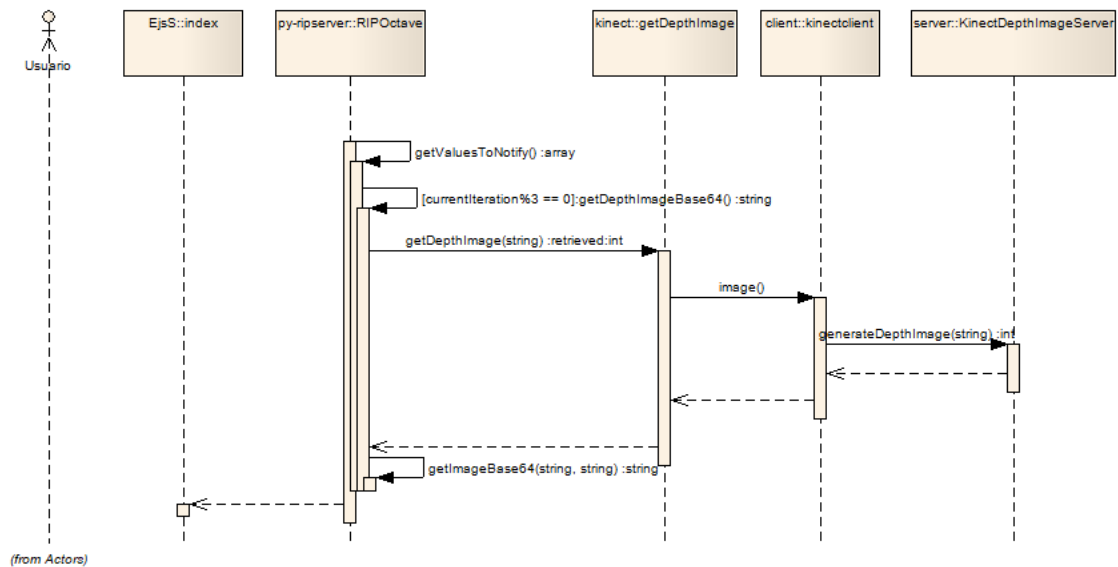 Usuario
EjsS::index
py-ripserver::RIPOctave
kinect::getDepthImage
client::kinectclient
server::KinectDepthImageServer
getValuesToNotify() :array
[currentIteration%3 == 0]:getDepthImageBase64() :string
getDepthImage(string) :retrieved:int
image()
generateDepthImage(string) :int
getImageBase64(string, string) :string
(from Actors)